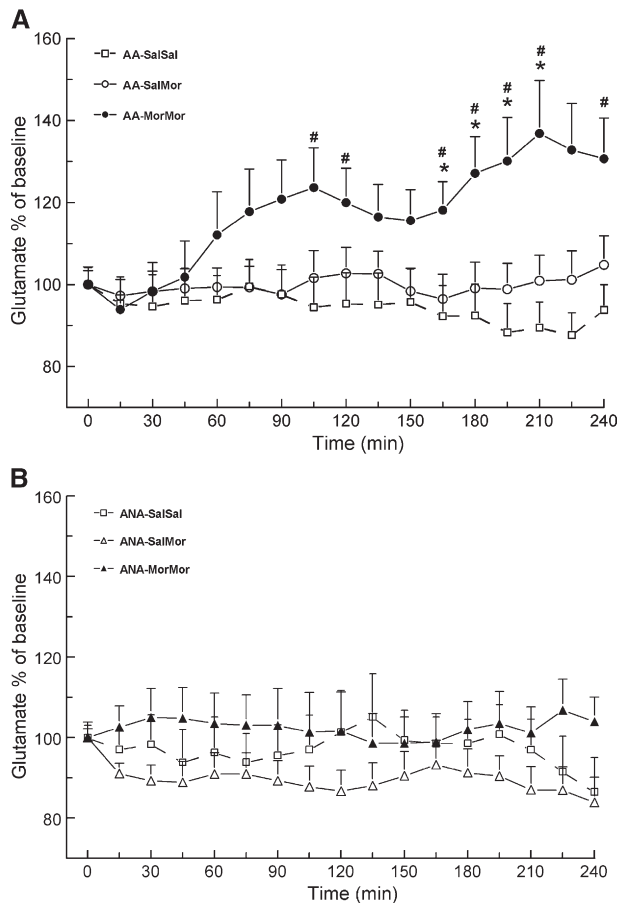 A
160
140
120
100
80
Glutamate % of baseline
AA-SalSal
AA-SalMor
AA-MorMor
#
#
#
*
#
*
#
*
#
*
#
0 30 60 90 120 150 180 210 240
Time (min)
B
160
140
120
100
80
Glutamate % of baseline
ANA-SalSal
ANA-SalMor
ANA-MorMor
0 30 60 90 120 150 180 210 240
Time (min)